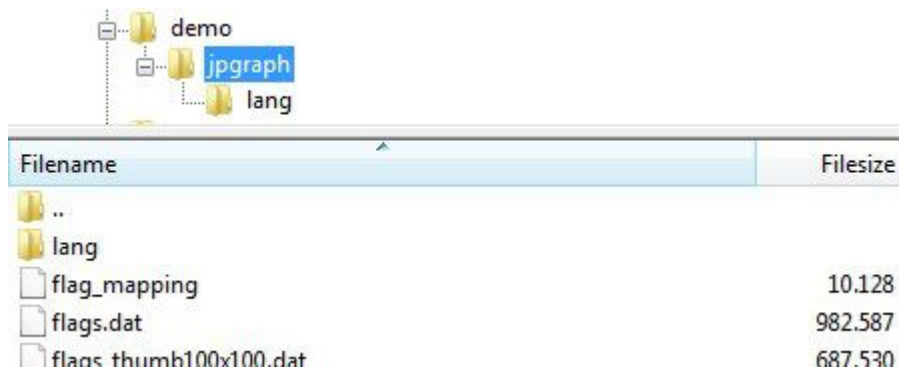 demo
jpgraph
lang
Filename Filesize
..
lang
flag_mapping 10.128
flags.dat 982.587
flags_thumb100x100.dat 687.530